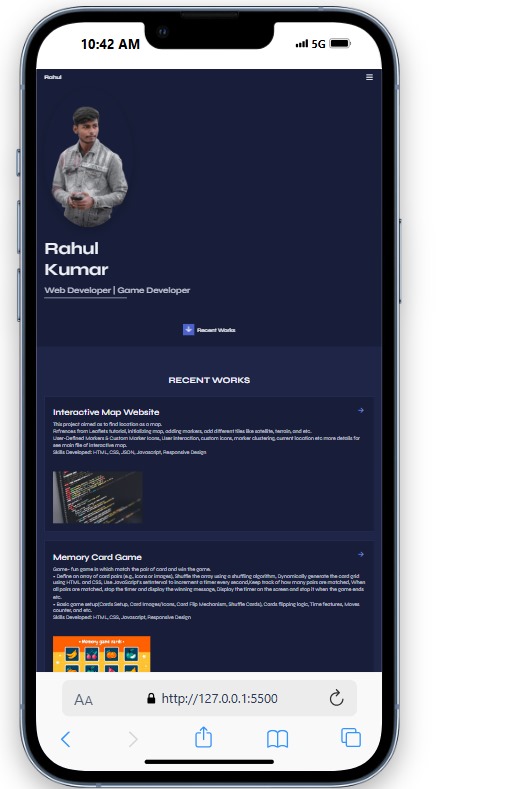 10:42 AM
5G
Rahul
Rahul
Kumar
Web Developer | Game Developer
Recent Works
RECENT WORKS
Interactive Map Website
This project aimed as to find location as a map.
Rrfrences from Leaflets tutorial, initializing map, adding markers, add different tiles like satellite, terrain, and etc.
User-Defined Markers & Custom Marker Icons, User interaction, custom icons, marker clustering, current location etc more details for
see main file of interactive map.
Skills Developed: HTML, CSS, JSON, Javascript, Responsive Design
Memory Card Game
Game- fun game in which match the pair of card and win the game.
• Define an array of card pairs (e.g., icons or images), Shuffle the array using a shuffling algorithm, Dynamically generate the card grid
using HTML and CSS, Use JavaScript's setInterval to increment a timer every second,Keep track of how many pairs are matched, When
all pairs are matched, stop the timer and display the winning message, Display the timer on the screen and stop it when the game ends
etc.
• Basic game setup(Cards Setup, Card Images/Icons, Card Flip Mechanism, Shuffle Cards), Cards flipping logic, Time features, Moves
counter, and etc.
Skills Developed: HTML, CSS, Javascript, Responsive Design
AA
http://127.0.0.1:5500